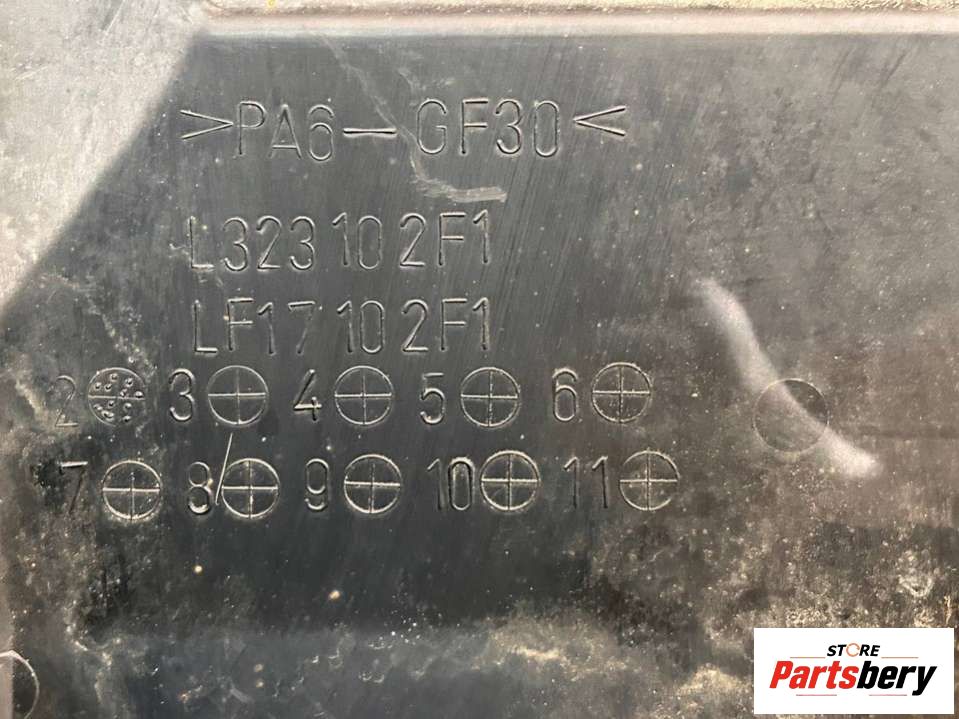 >PA6-GF30<
L323 10 2F1
LF17 10 2F1
2 3 4 5 6
7 8 9 10 11
STORE
Partsbery